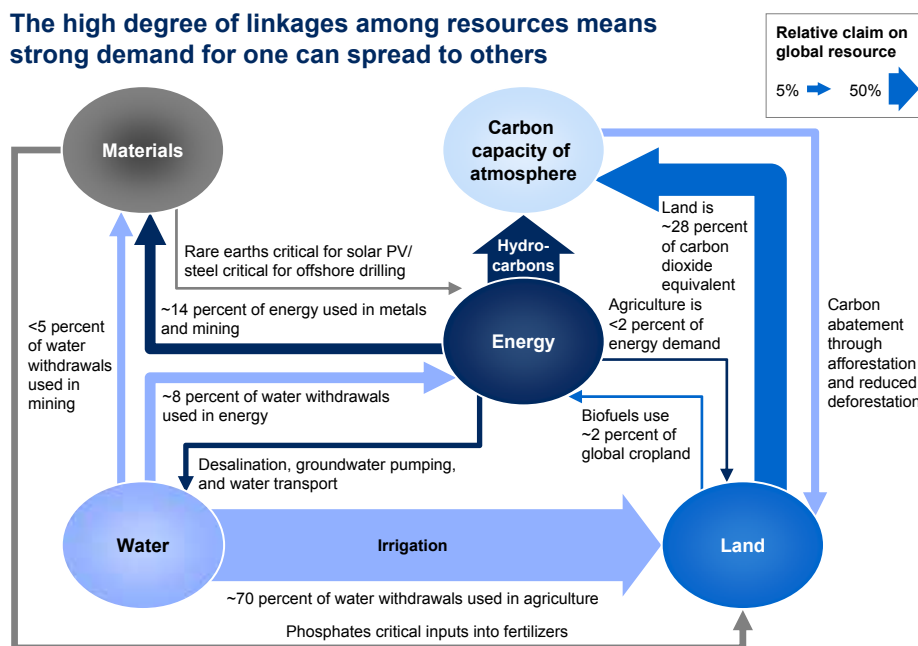 The high degree of linkages among resources means
strong demand for one can spread to others
Relative claim on
global resource
5%
50%
Materials
Carbon
capacity of
atmosphere
Hydro-
carbons
Land is
~28 percent
of carbon
dioxide
equivalent
Rare earths critical for solar PV/
steel critical for offshore drilling
~14 percent of energy used in metals
and mining
Energy
Agriculture is
<2 percent of
energy demand
Carbon
abatement
through
afforestation
and reduced
deforestation
<5 percent
of water
withdrawals
used in
mining
~8 percent of water withdrawals
used in energy
Biofuels use
~2 percent of
global cropland
Desalination, groundwater pumping,
and water transport
Water
Irrigation
Land
~70 percent of water withdrawals used in agriculture
Phosphates critical inputs into fertilizers